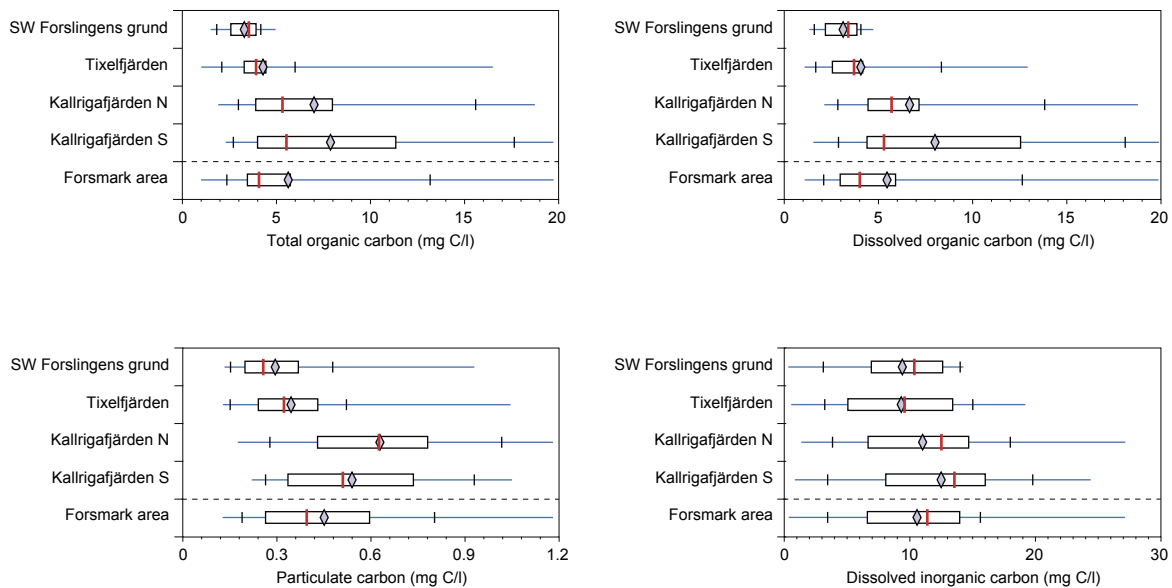 SW Forslingens grund
Tixelfjärden
Kallrigafjärden N
Kallrigafjärden S
Forsmark area
0 5 10 15 20
Total organic carbon (mg C/l)
SW Forslingens grund
Tixelfjärden
Kallrigafjärden N
Kallrigafjärden S
Forsmark area
0 5 10 15 20
Dissolved organic carbon (mg C/l)
SW Forslingens grund
Tixelfjärden
Kallrigafjärden N
Kallrigafjärden S
Forsmark area
0 0.3 0.6 0.9 1.2
Particulate carbon (mg C/l)
SW Forslingens grund
Tixelfjärden
Kallrigafjärden N
Kallrigafjärden S
Forsmark area
0 10 20 30
Dissolved inorganic carbon (mg C/l)